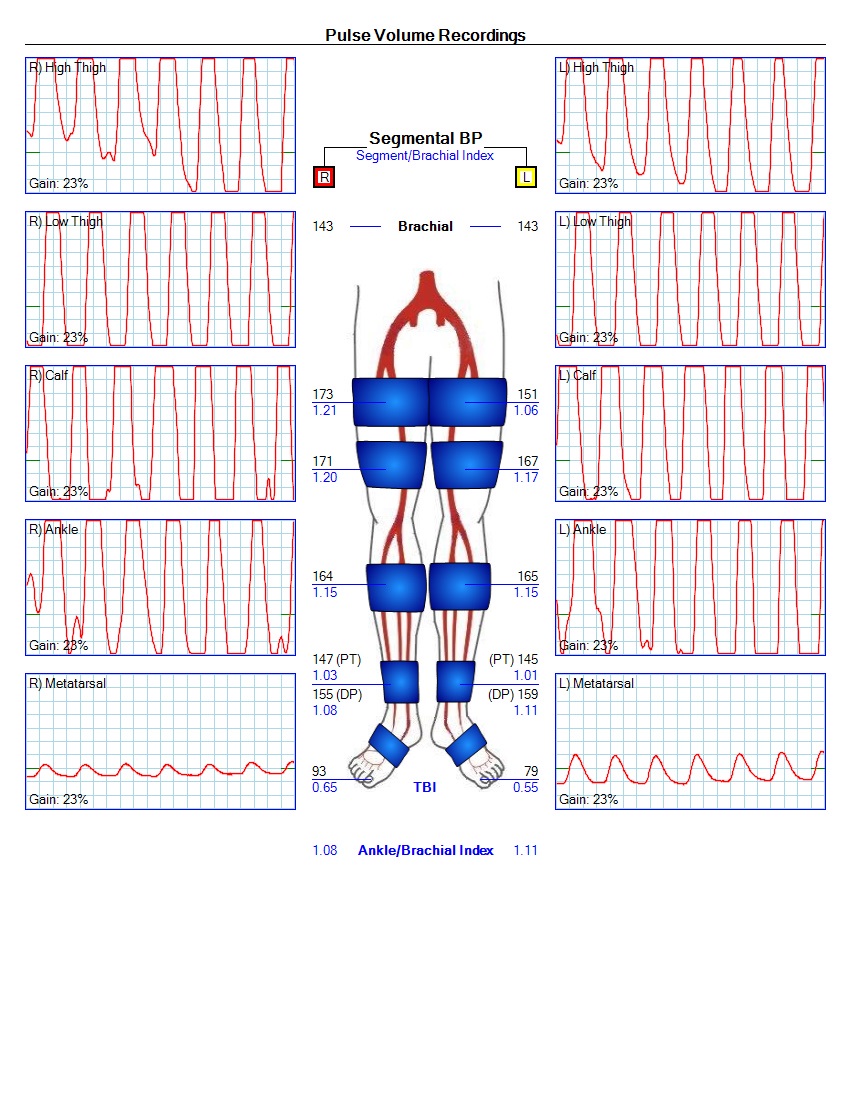 Pulse Volume Recordings
R) High Thigh
Gain: 23%
R) Low Thigh
Gain: 23%
R) Calf
Gain: 23%
R) Ankle
Gain: 23%
R) Metatarsal
Gain: 23%
Segmental BP
Segment/Brachial Index
R L
143 Brachial 143
173 151
1.21 1.06
171 167
1.20 1.17
164 165
1.15 1.15
147 (PT) (PT) 145
1.03 1.01
155 (DP) (DP) 159
1.08 1.11
93 79
0.65 TBI 0.55
1.08 Ankle/Brachial Index 1.11
L) High Thigh
Gain: 23%
L) Low Thigh
Gain: 23%
L) Calf
Gain: 23%
L) Ankle
Gain: 23%
L) Metatarsal
Gain: 23%